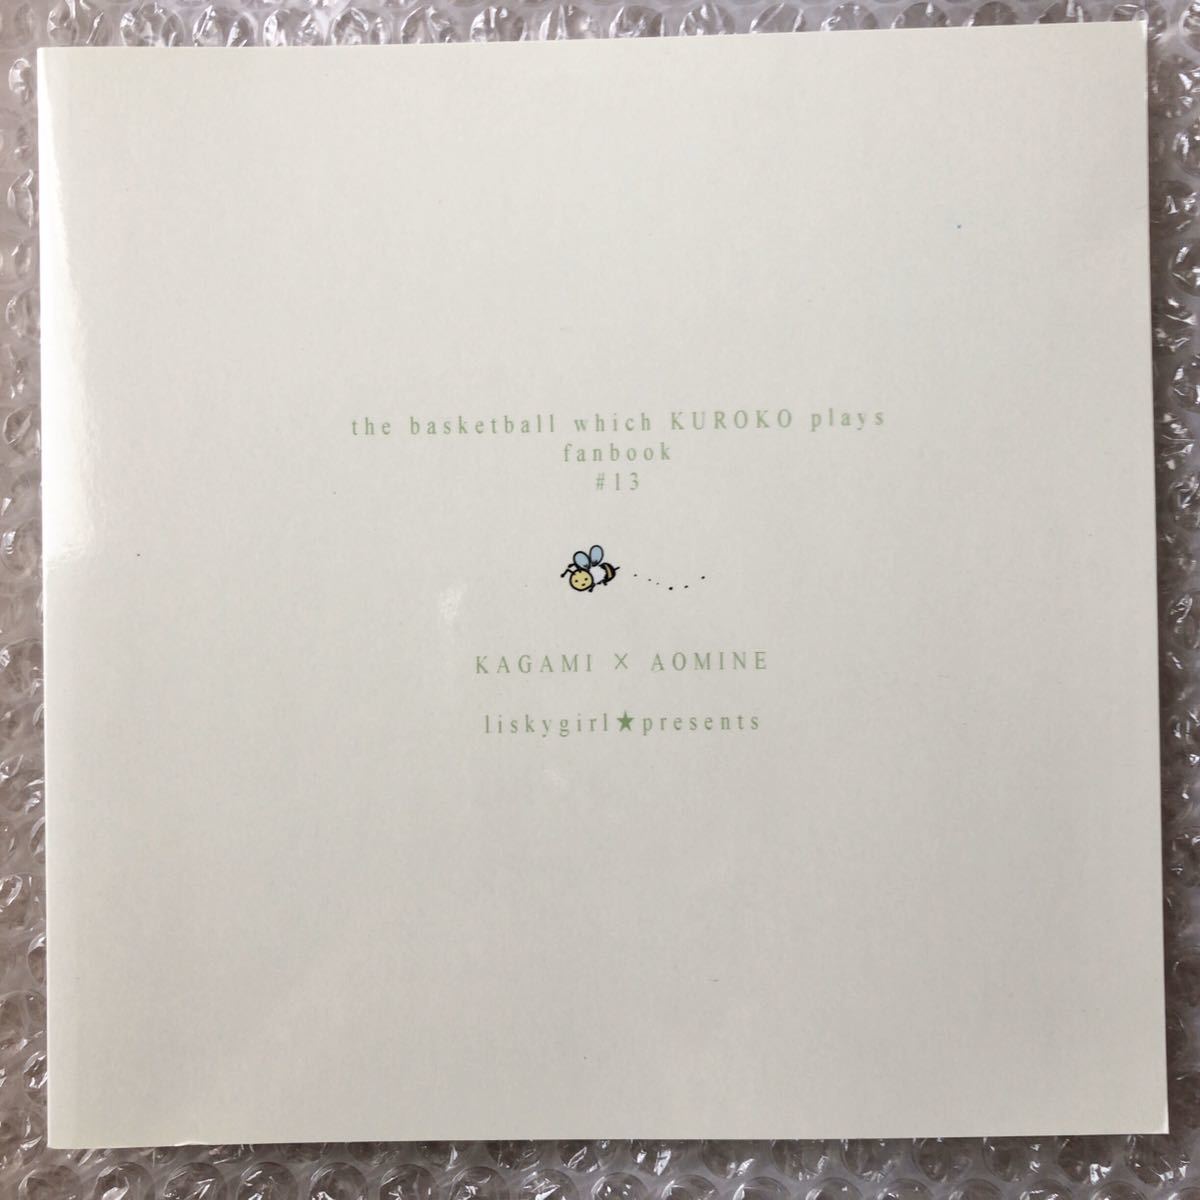 the basketball which KUROKO plays
fanbook
#13
KAGAMI × AOMINE
liskygirl★presents